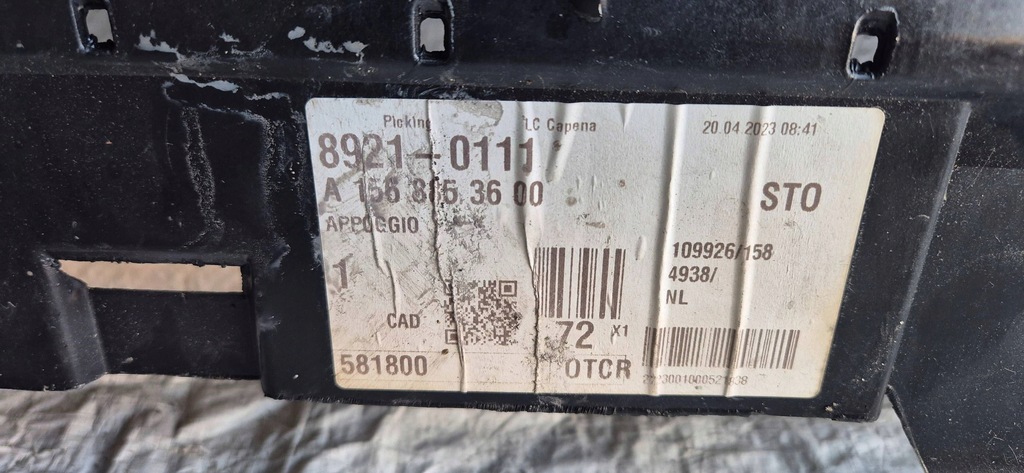 Picking LC Capena 20.04.2023 08:41
8921-0111
A 156 885 36 00
STO
APPOGGIO
109926/158
4938/
NL
1
CAD
72 X1
581800
OTCR